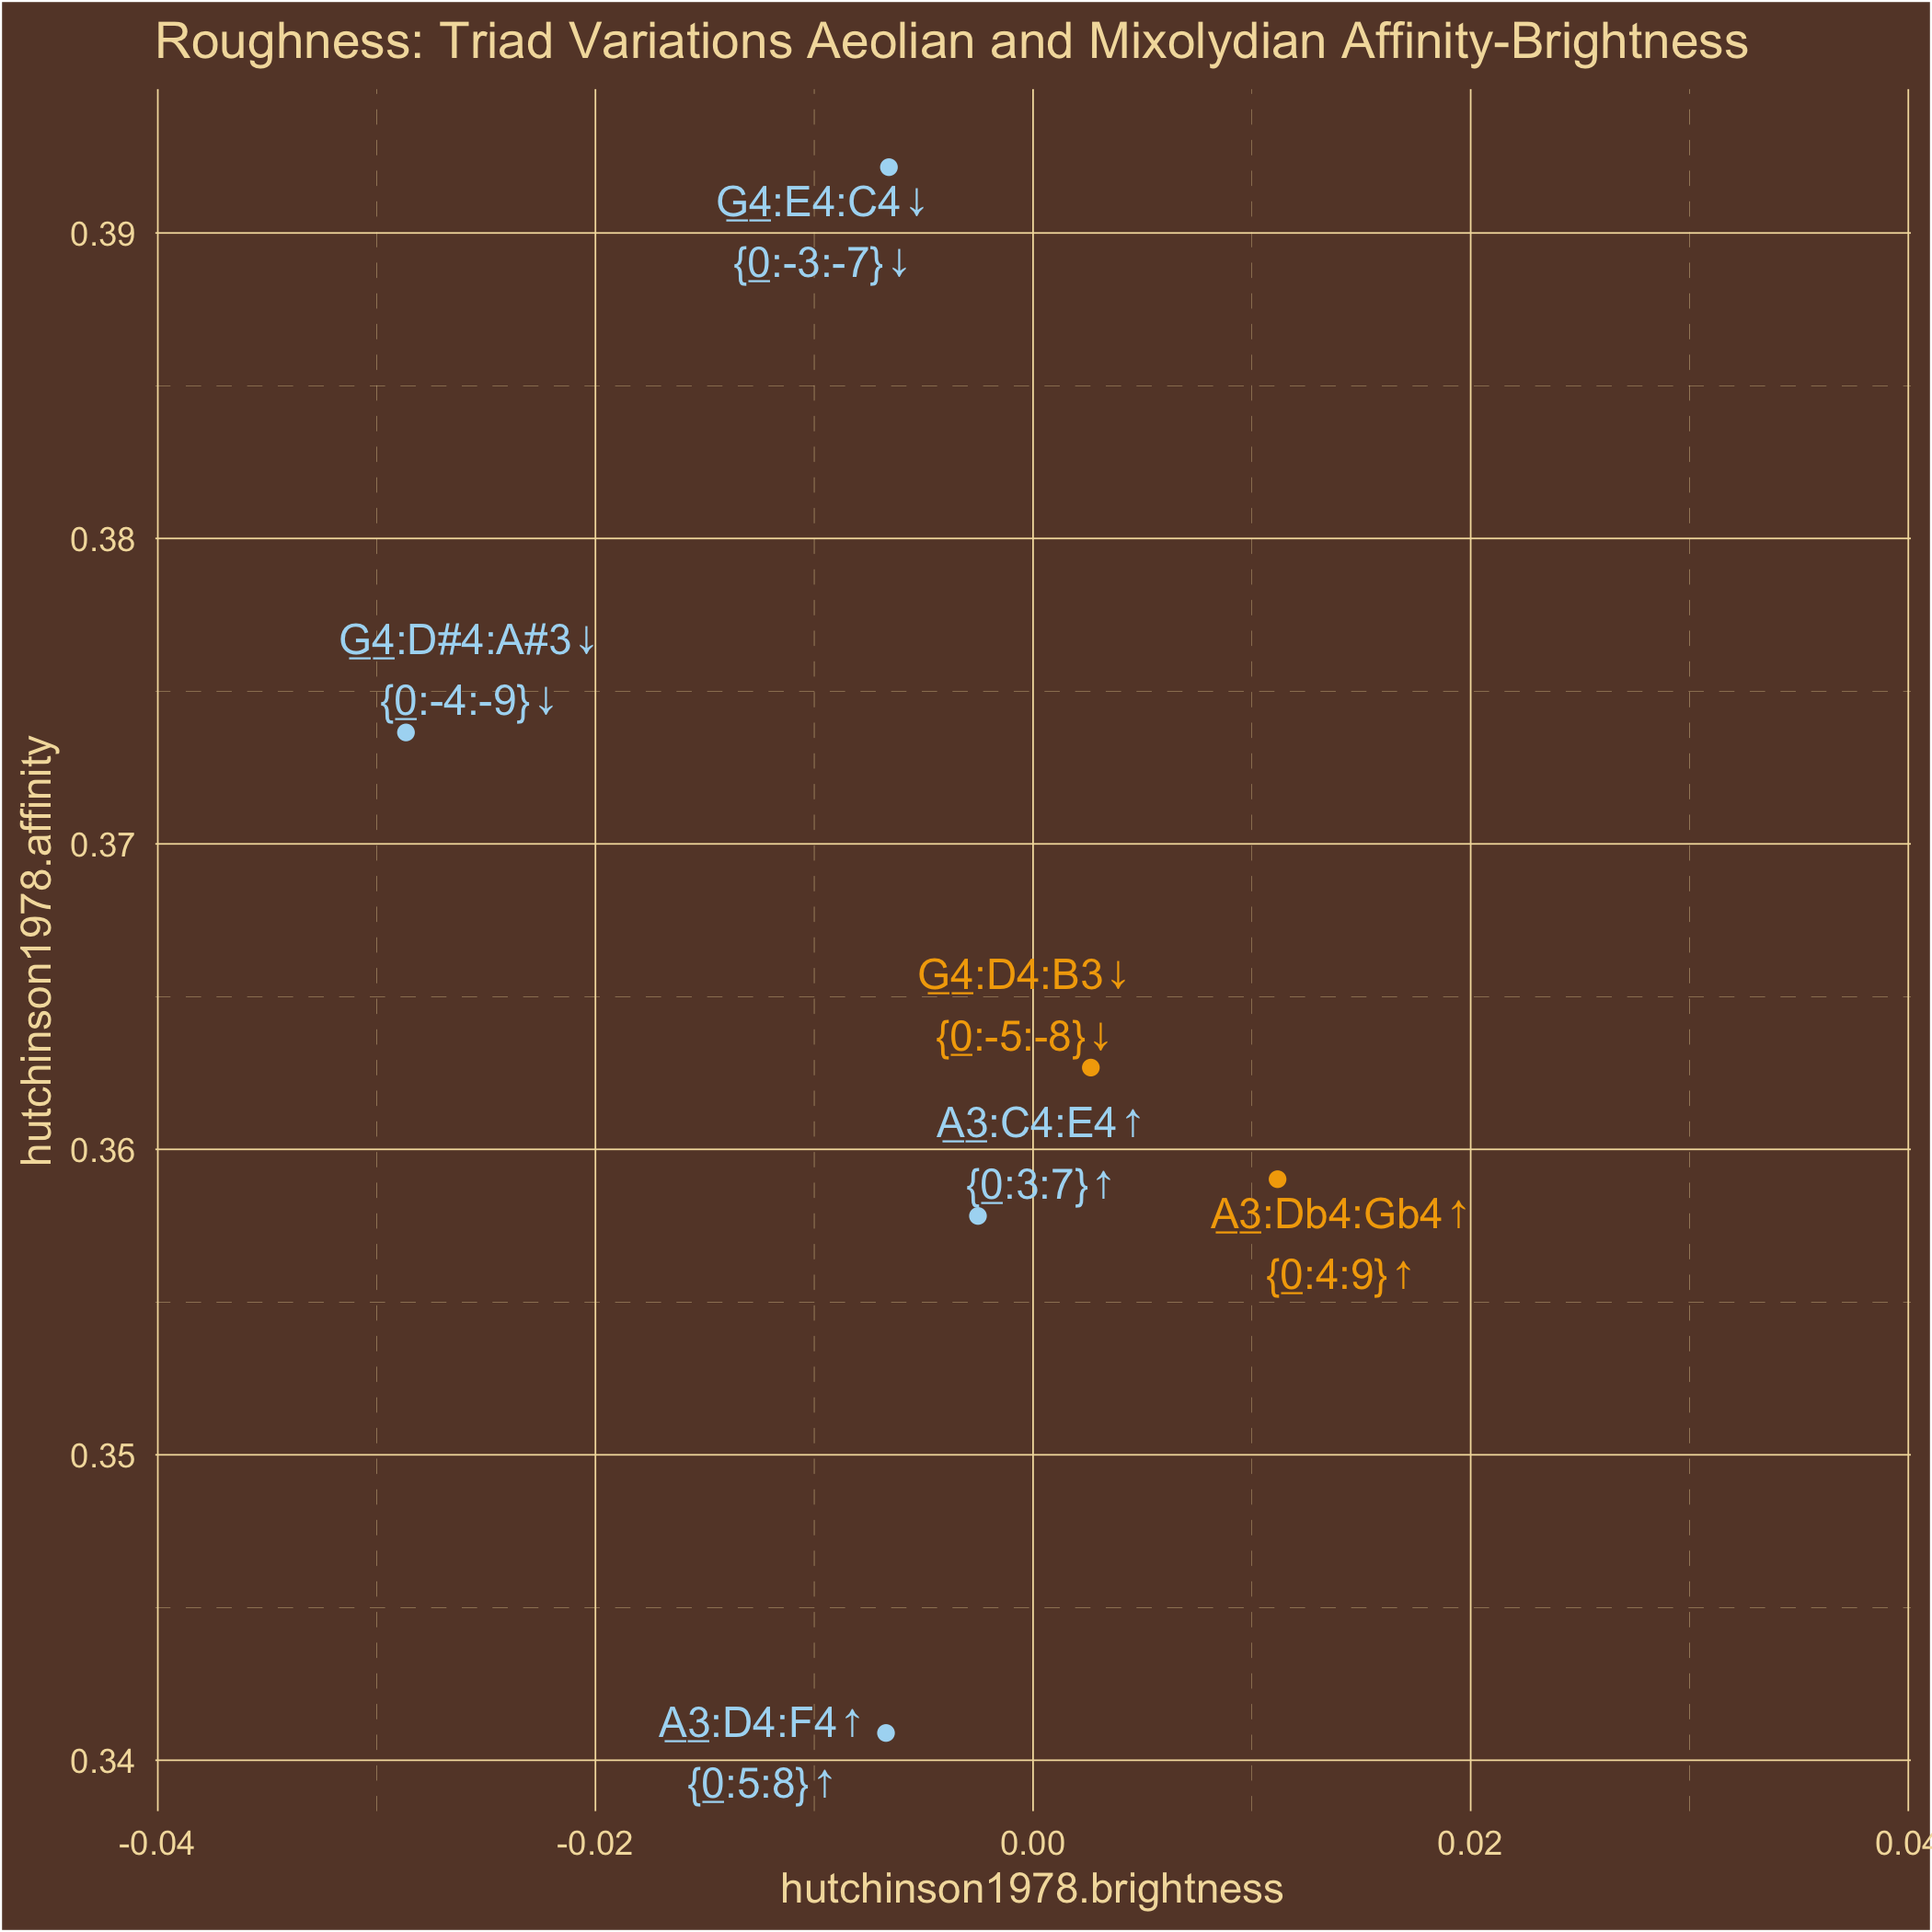 Roughness: Triad Variations Aeolian and Mixolydian Affinity-Brightness
hutchinson1978.affinity
0.39
0.38
0.37
0.36
0.35
0.34
G4:E4:C4↓
{0:-3:-7}↓
G4:D#4:A#3↓
{0:-4:-9}↓
G4:D4:B3↓
{0:-5:-8}↓
A3:C4:E4↑
{0:3:7}↑
A3:Db4:Gb4↑
{0:4:9}↑
A3:D4:F4↑
{0:5:8}↑
-0.04 -0.02 0.00 0.02 0.04
hutchinson1978.brightness